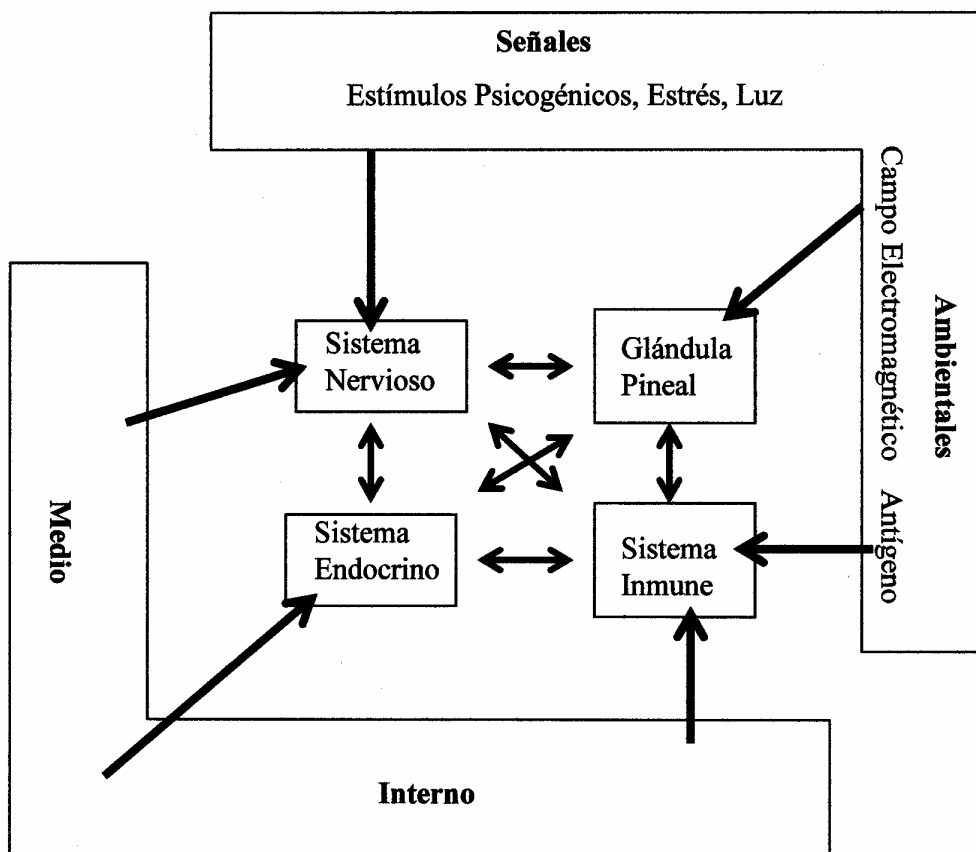 Señales
Estímulos Psicogénicos, Estrés, Luz
Campo Electromagnético
Antígeno
Ambientales
Sistema
Nervioso
Glándula
Pineal
Sistema
Endocrino
Sistema
Inmune
Medio
Interno